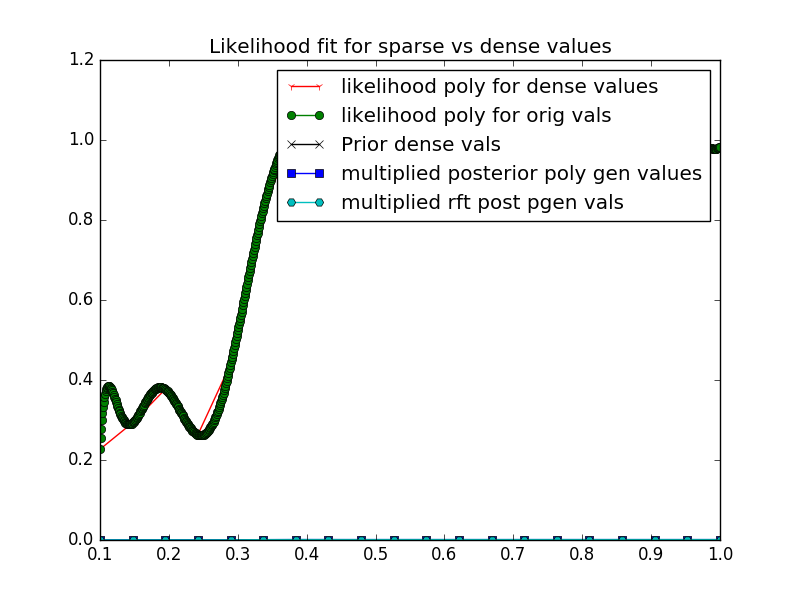 Likelihood fit for sparse vs dense values
1.2
1.0
0.8
0.6
0.4
0.2
0.0
likelihood poly for dense values
likelihood poly for orig vals
Prior dense vals
multiplied posterior poly gen values
multiplied rft post pgen vals
0.1 0.2 0.3 0.4 0.5 0.6 0.7 0.8 0.9 1.0